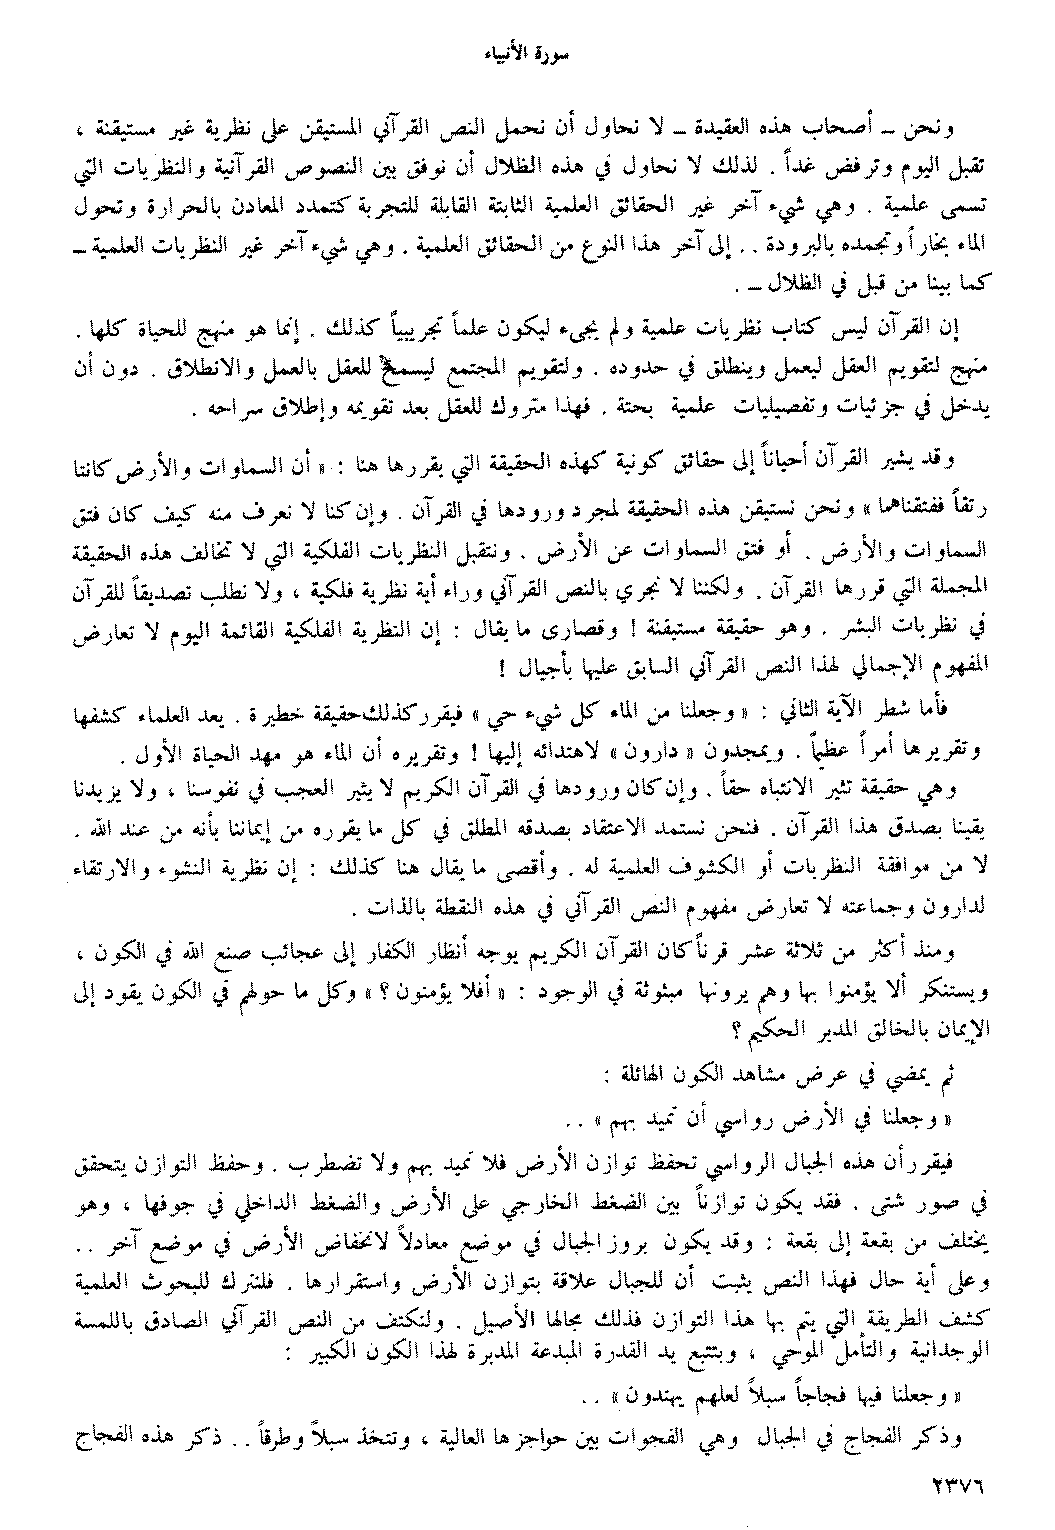 سورة الأنبياء
ونحن – أصحاب هذه العقيدة – لا نحاول أن نحمل النص القرآني المستيقن على نظرية غير مستيقنة ،
تقبل اليوم وترفض غداً . لذلك لا نحاول في هذه الظلال أن نوفق بين النصوص القرآنية والنظريات التي
تسمى علمية . وهي شيء آخر غير الحقائق العلمية الثابتة القابلة للتجربة كتمدد المعادن بالحرارة وتحول
الماء بخاراً وتجمده بالبرودة .. إلى آخر هذا النوع من الحقائق العلمية . وهي شيء آخر غير النظريات العلمية –
كما بينا من قبل في الظلال – .
إن القرآن ليس كتاب نظريات علمية ولم يجيء ليكون علماً تجريبياً كذلك . إنما هو منهج للحياة كلها .
منهج لتقويم العقل ليعمل وينطلق في حدوده . ولتقويم المجتمع ليسمح للعقل بالعمل والانطلاق . دون أن
يدخل في جزئيات وتفصيليات علمية بحتة . فهذا متروك للعقل بعد تقويمه وإطلاق سراحه .
وقد يشير القرآن أحياناً إلى حقائق كونية كهذه الحقيقة التي يقررها هنا : « أن السماوات والأرض كانتا
رتقاً ففتقناهما » ونحن نستيقن هذه الحقيقة لمجرد ورودها في القرآن . وإن كنا لا نعرف منه كيف كان فتق
السماوات والأرض . أو فتق السماوات عن الأرض . ونتقبل النظريات الفلكية التي لا تخالف هذه الحقيقة
المجملة التي قررها القرآن . ولكننا لا نجري بالنص القرآني وراء أية نظرية فلكية ، ولا نطلب تصديقاً للقرآن
في نظريات البشر . وهو حقيقة مستيقنة ! وقصارى ما يقال : إن النظرية الفلكية القائمة اليوم لا تعارض
المفهوم الإجمالي لهذا النص القرآني السابق عليها بأجيال !
فأما شطر الآية الثاني : « وجعلنا من الماء كل شيء حي » فيقرر كذلك حقيقة خطيرة . يعد العلماء كشفها
وتقريرها أمراً عظيماً . ويمجدون « دارون » لاهتدائه إليها ! وتقريره أن الماء هو مهد الحياة الأول .
وهي حقيقة تثير الانتباه حقاً . وإن كان ورودها في القرآن الكريم لا يثير العجب في نفوسنا ، ولا يزيدنا
يقينا بصدق هذا القرآن . فنحن نستمد الاعتقاد بصدقه المطلق في كل ما يقرره من إيماننا بأنه من عند الله .
لا من موافقة النظريات أو الكشوف العلمية له . وأقصى ما يقال هنا كذلك : إن نظرية النشوء والارتقاء
لدارون وجماعته لا تعارض مفهوم النص القرآني في هذه النقطة بالذات .
ومنذ أكثر من ثلاثة عشر قرناً كان القرآن الكريم يوجه أنظار الكفار إلى عجائب صنع الله في الكون ،
ويستنكر ألا يؤمنوا بها وهم يرونها مبثوثة في الوجود : « أفلا يؤمنون ؟ » وكل ما حولهم في الكون يقود إلى
الإيمان بالخالق المدبر الحكيم ؟
ثم يمضي في عرض مشاهد الكون الهائلة :
« وجعلنا في الأرض رواسي أن تميد بهم » ..
فيقرر أن هذه الجبال الرواسي تحفظ توازن الأرض فلا تميد بهم ولا تضطرب . وحفظ التوازن يتحقق
في صور شتى . فقد يكون توازناً بين الضغط الخارجي على الأرض والضغط الداخلي في جوفها ، وهو
يختلف من بقعة إلى بقعة : وقد يكون بروز الجبال في موضع معادلاً لانخفاض الأرض في موضع آخر ..
وعلى أية حال فهذا النص يثبت أن للجبال علاقة بتوازن الأرض واستقرارها . فلنترك للبحوث العلمية
كشف الطريقة التي يتم بها هذا التوازن فذلك مجالها الأصيل . ولنكتف من النص القرآني الصادق باللمسة
الوجدانية والتأمل الموحي ، وبتتبع يد القدرة المبدعة المدبرة لهذا الكون الكبير :
« وجعلنا فيها فجاجاً سبلاً لعلهم يهتدون » ..
وذكر الفجاج في الجبال وهي الفجوات بين حواجزها العالية ، وتتخذ سبلاً وطرقاً .. ذكر هذه الفجاج
٢٣٧٦